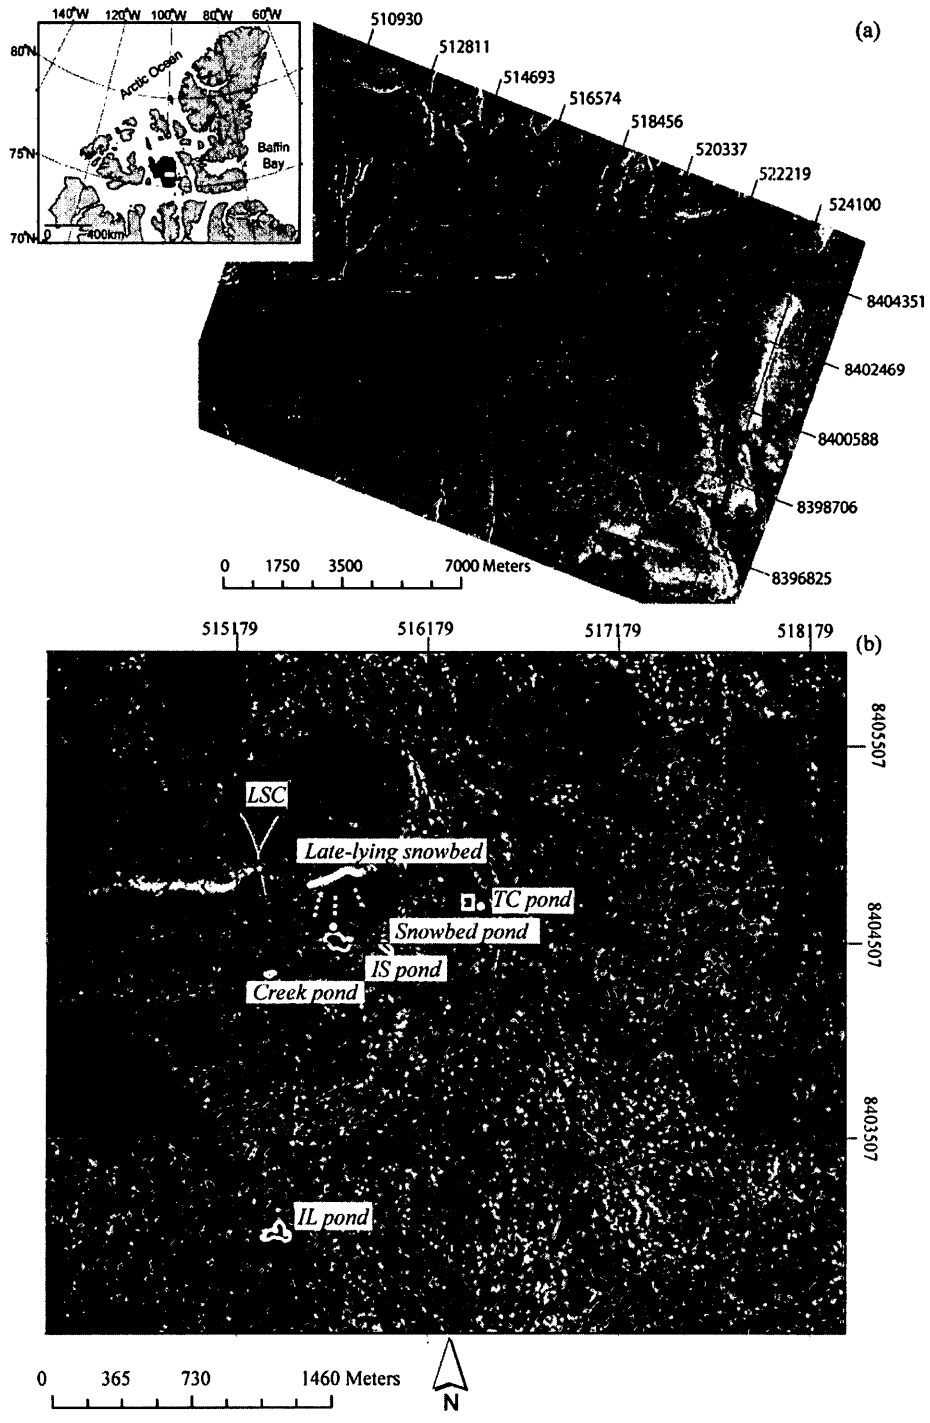 140°W 120°W 100°W 80°W 60°W
80°N
75°N
70°N
Arctic Ocean
Baffin
Bay
0 400km
(a)
510930
512811
514693
516574
518456
520337
522219
524100
8404351
8402469
8400588
8398706
8396825
0 1750 3500 7000 Meters
515179 516179 517179 518179
(b)
8405507
8404507
8403507
LSC
Late-lying snowbed
TC pond
Snowbed pond
IS pond
Creek pond
IL pond
0 365 730 1460 Meters
N